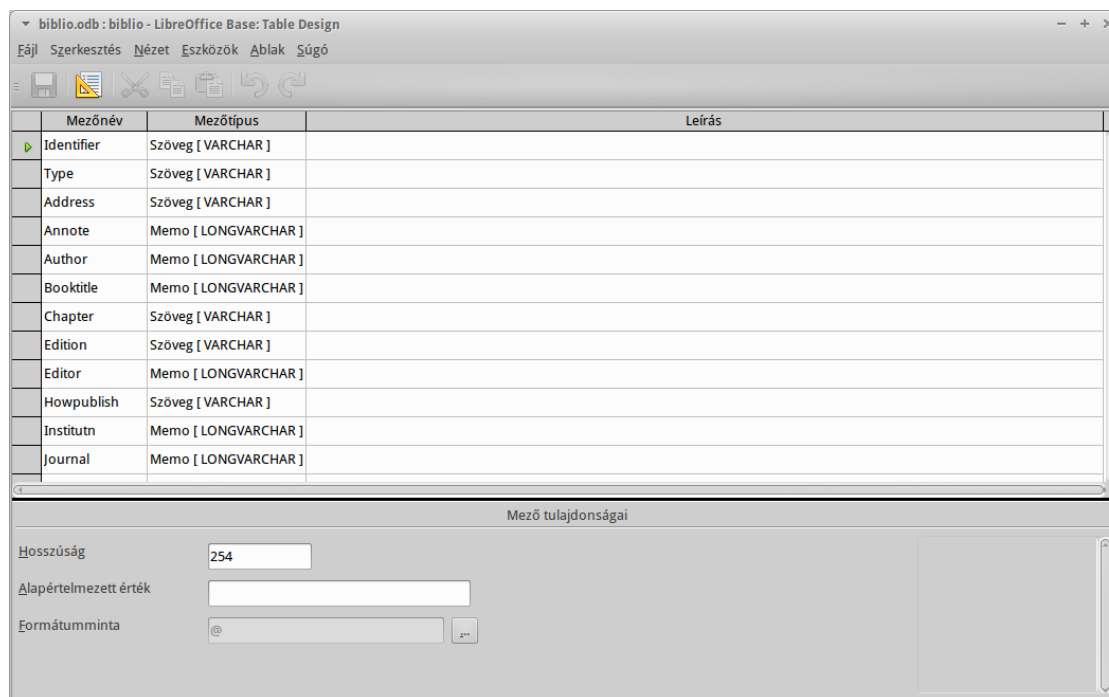 biblio.odb : biblio - LibreOffice Base: Table Design
Fájl Szerkesztés Nézet Eszközök Ablak Súgó
Mezőnév Mezőtípus Leírás
Identifier Szöveg [ VARCHAR ]
Type Szöveg [ VARCHAR ]
Address Szöveg [ VARCHAR ]
Annote Memo [ LONGVARCHAR ]
Author Memo [ LONGVARCHAR ]
Booktitle Memo [ LONGVARCHAR ]
Chapter Szöveg [ VARCHAR ]
Edition Szöveg [ VARCHAR ]
Editor Memo [ LONGVARCHAR ]
Howpublish Szöveg [ VARCHAR ]
Institutn Memo [ LONGVARCHAR ]
Journal Memo [ LONGVARCHAR ]
Mező tulajdonságai
Hosszúság 254
Alapértelmezett érték
Formátumminta @ ...